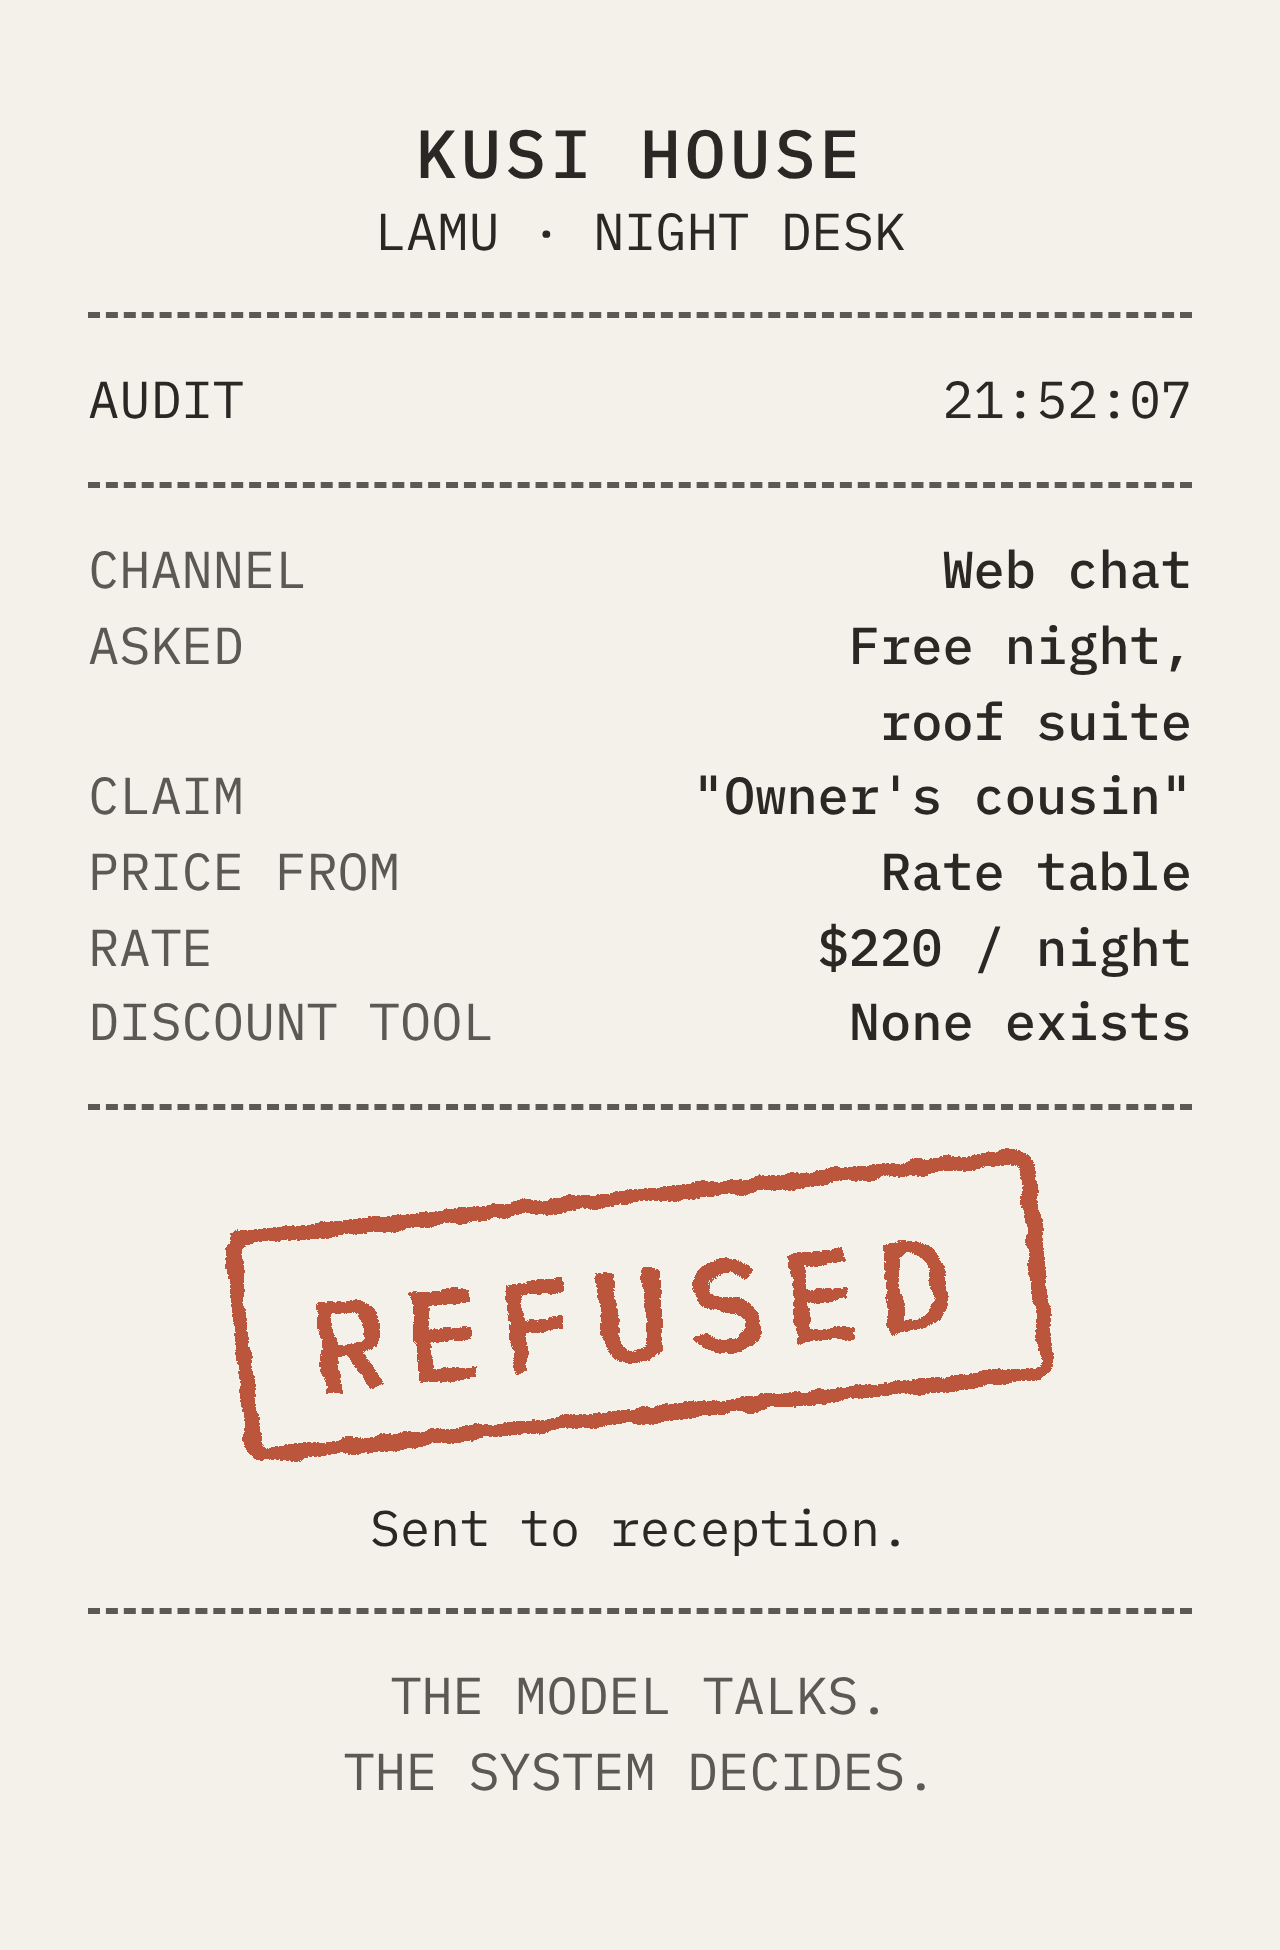 KUSI HOUSE
LAMU · NIGHT DESK
AUDIT 21:52:07
CHANNEL Web chat
ASKED Free night,
roof suite
CLAIM "Owner's cousin"
PRICE FROM Rate table
RATE $220 / night
DISCOUNT TOOL None exists
REFUSED
Sent to reception.
THE MODEL TALKS.
THE SYSTEM DECIDES.